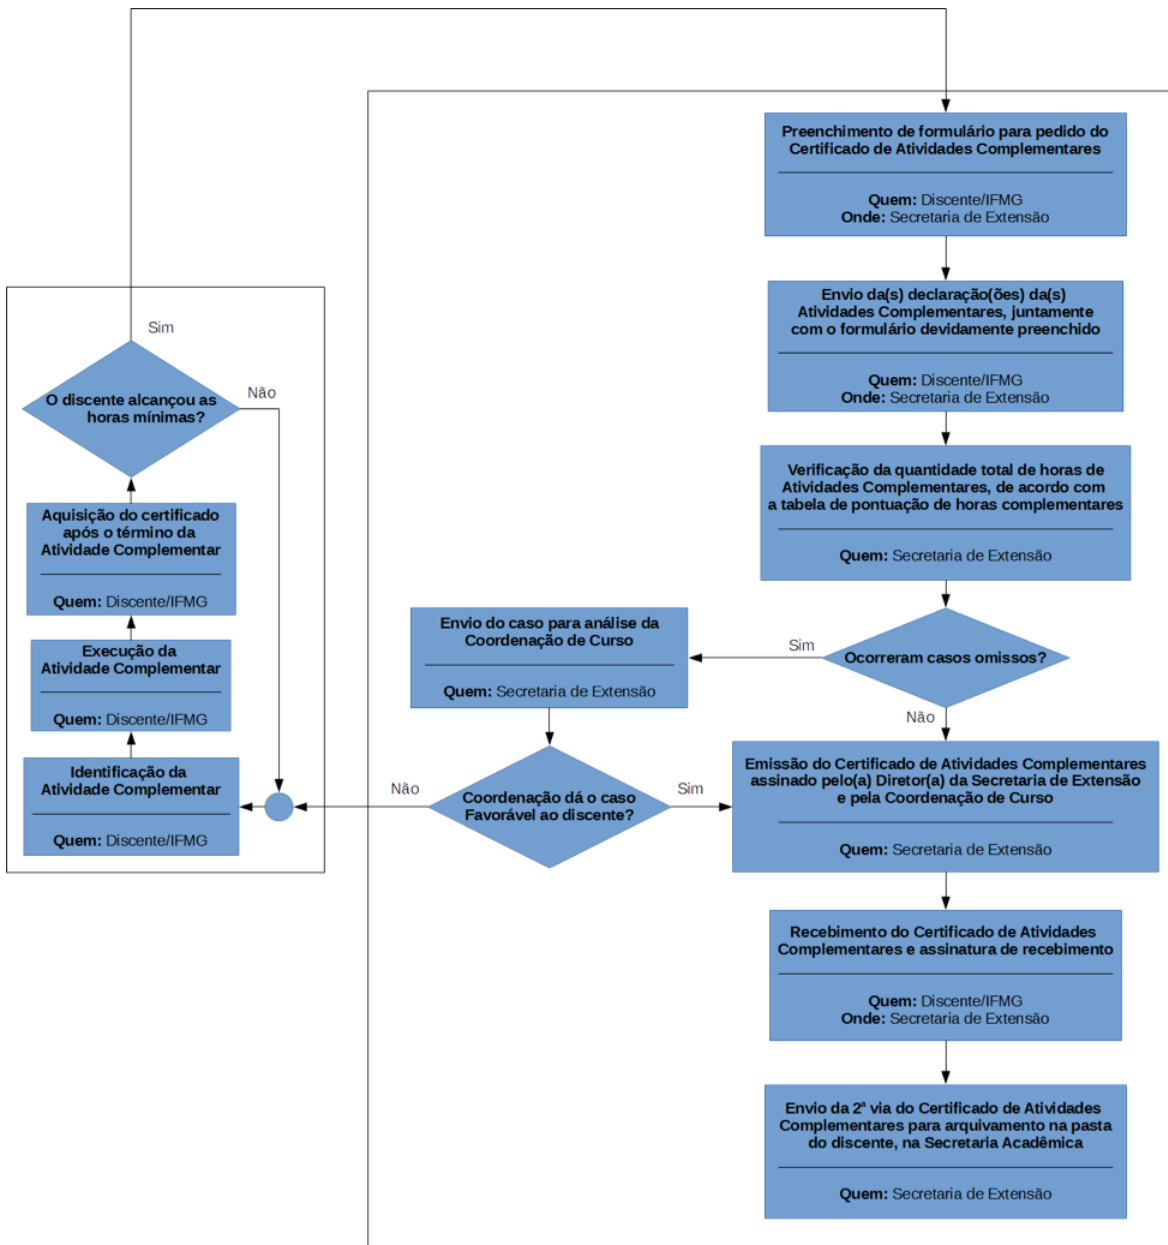 Sim
Não
O discente alcançou as
horas mínimas?
Aquisição do certificado
após o término da
Atividade Complementar
Quem: Discente/IFMG
Execução da
Atividade Complementar
Quem: Discente/IFMG
Identificação da
Atividade Complementar
Quem: Discente/IFMG
Preenchimento de formulário para pedido do
Certificado de Atividades Complementares
Quem: Discente/IFMG
Onde: Secretaria de Extensão
Envio da(s) declaração(ões) da(s)
Atividades Complementares, juntamente
com o formulário devidamente preenchido
Quem: Discente/IFMG
Onde: Secretaria de Extensão
Verificação da quantidade total de horas de
Atividades Complementares, de acordo com
a tabela de pontuação de horas complementares
Quem: Secretaria de Extensão
Ocorreram casos omissos?
Sim
Não
Envio do caso para análise da
Coordenação de Curso
Quem: Secretaria de Extensão
Coordenação dá o caso
Favorável ao discente?
Não
Sim
Emissão do Certificado de Atividades Complementares
assinado pelo(a) Diretor(a) da Secretaria de Extensão
e pela Coordenação de Curso
Quem: Secretaria de Extensão
Recebimento do Certificado de Atividades
Complementares e assinatura de recebimento
Quem: Discente/IFMG
Onde: Secretaria de Extensão
Envio da 2ª via do Certificado de Atividades
Complementares para arquivamento na pasta
do discente, na Secretaria Acadêmica
Quem: Secretaria de Extensão